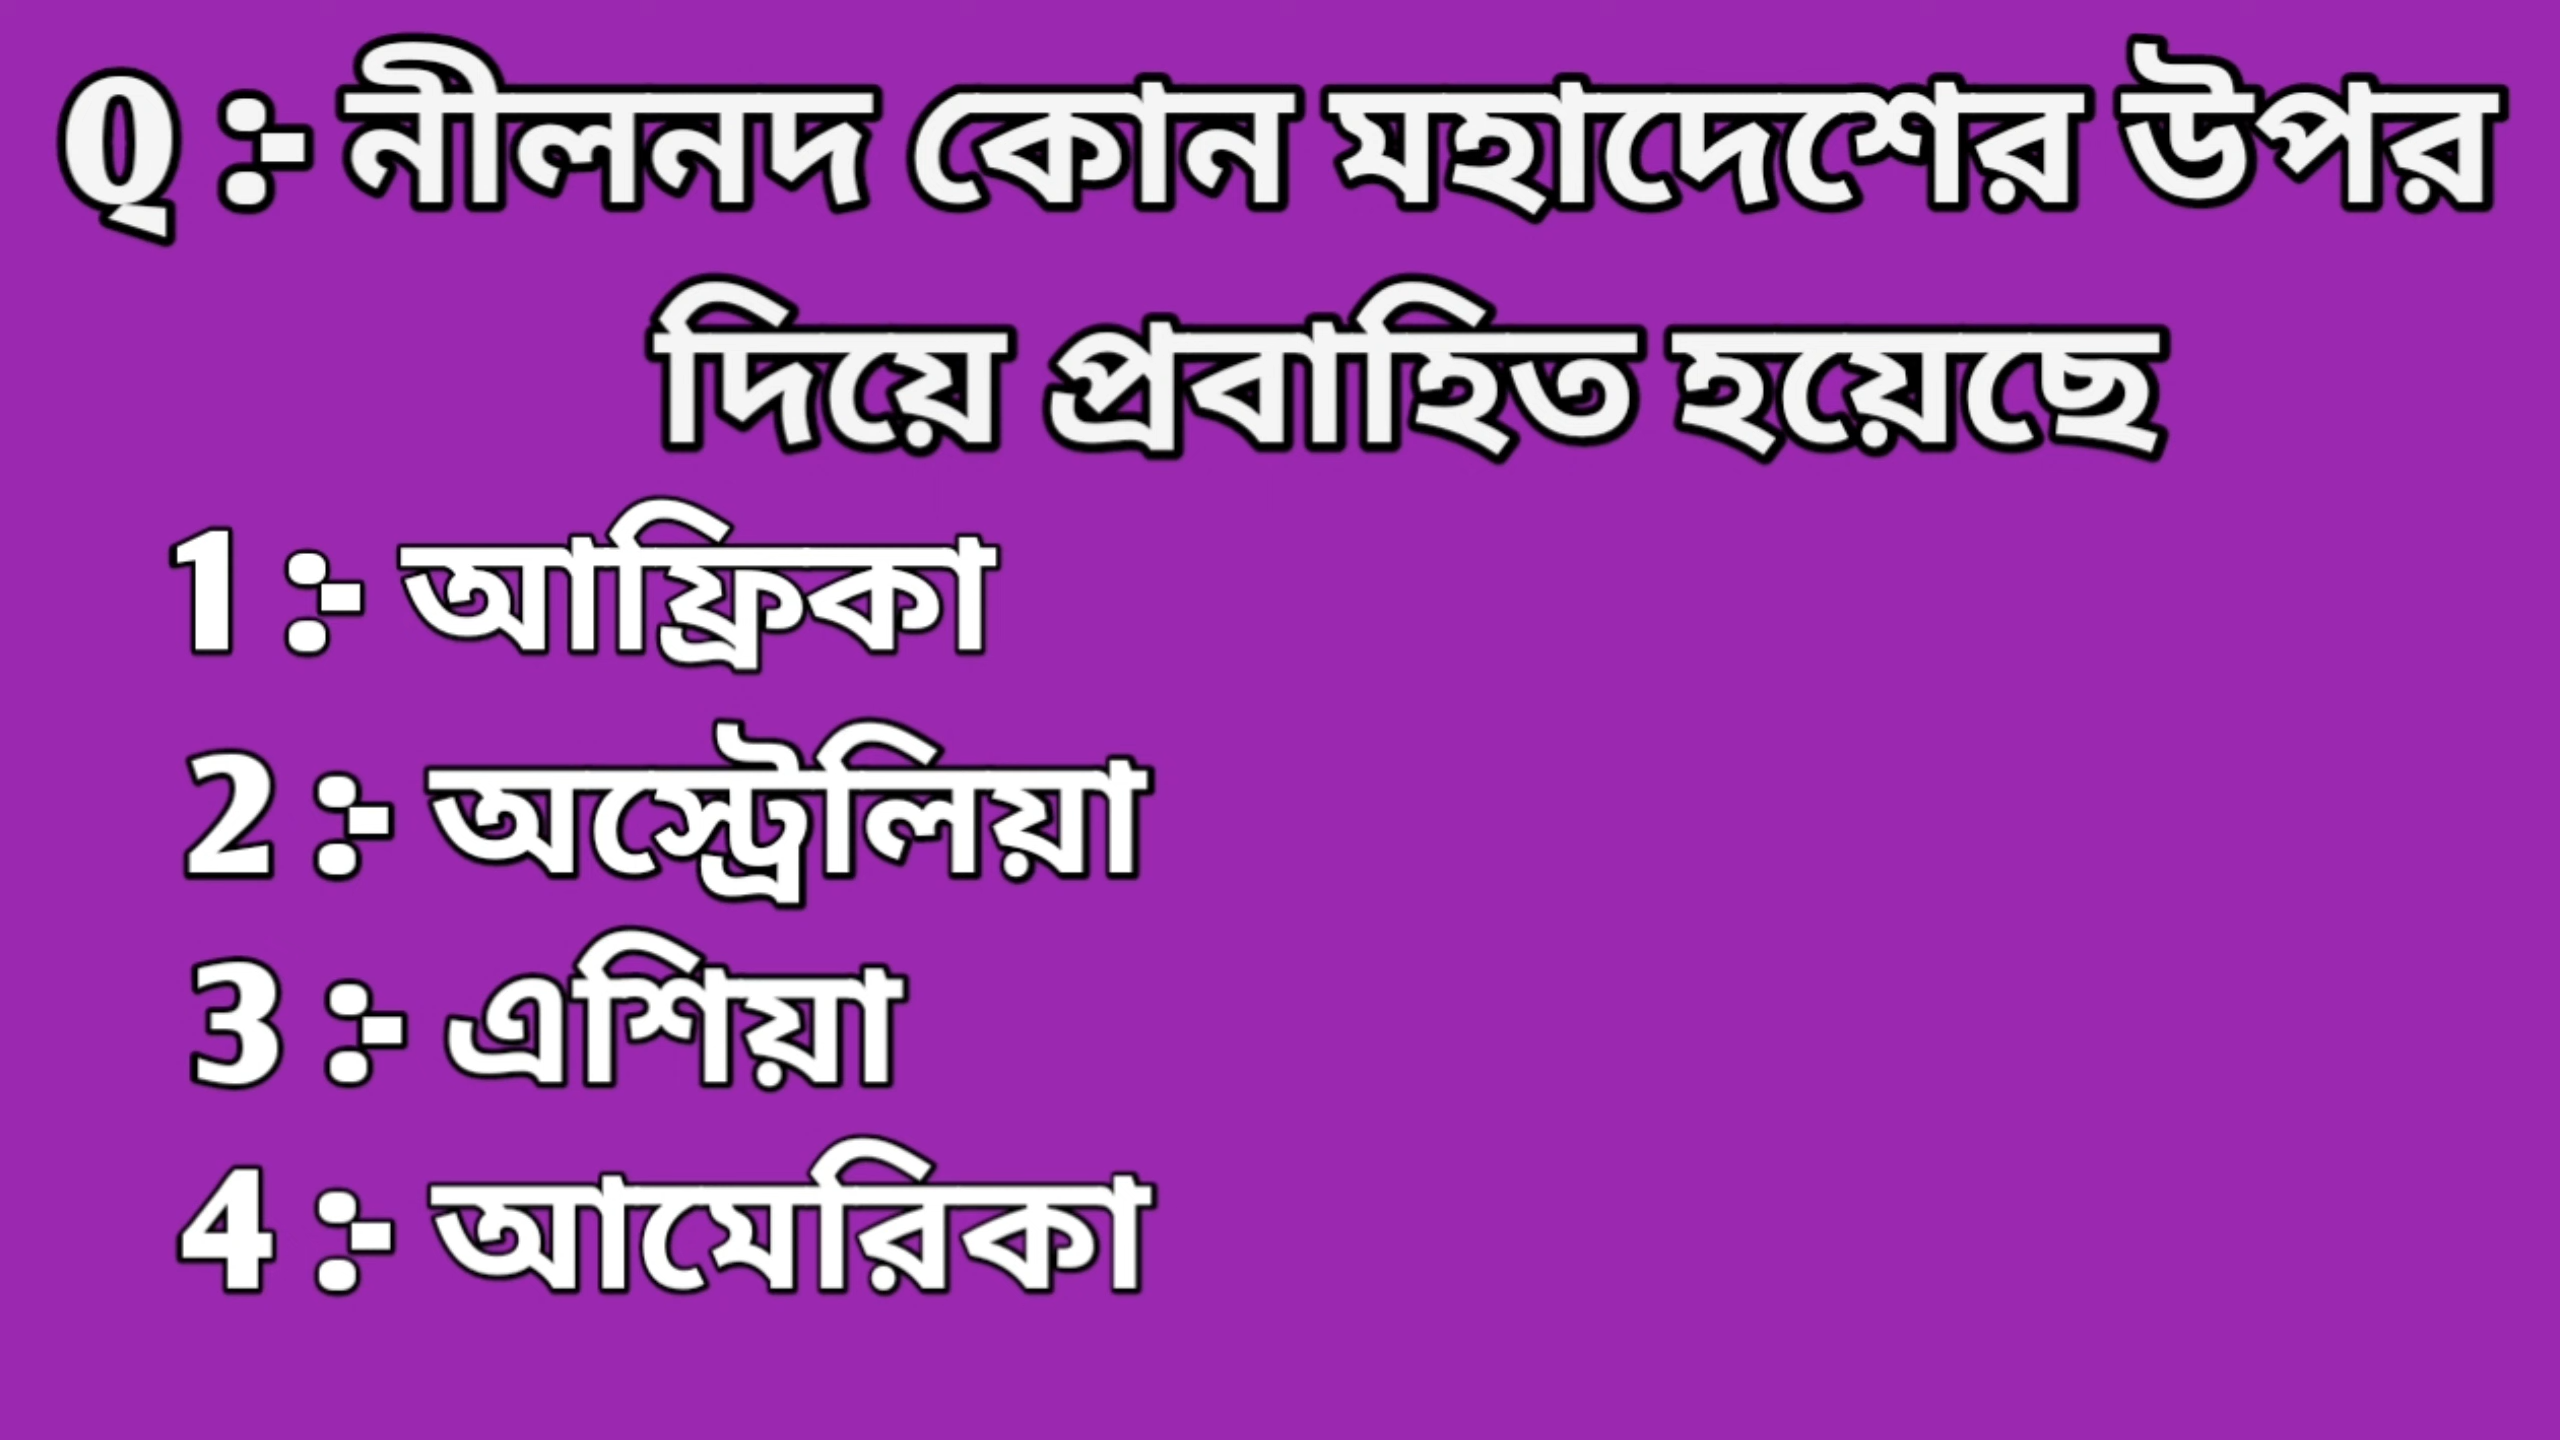 Q :- নীলনদ কোন মহাদেশের উপর
দিয়ে প্রবাহিত হয়েছে
1 :- আফ্রিকা
2 :- অস্ট্রেলিয়া
3 :- এশিয়া
4 :- আমেরিকা